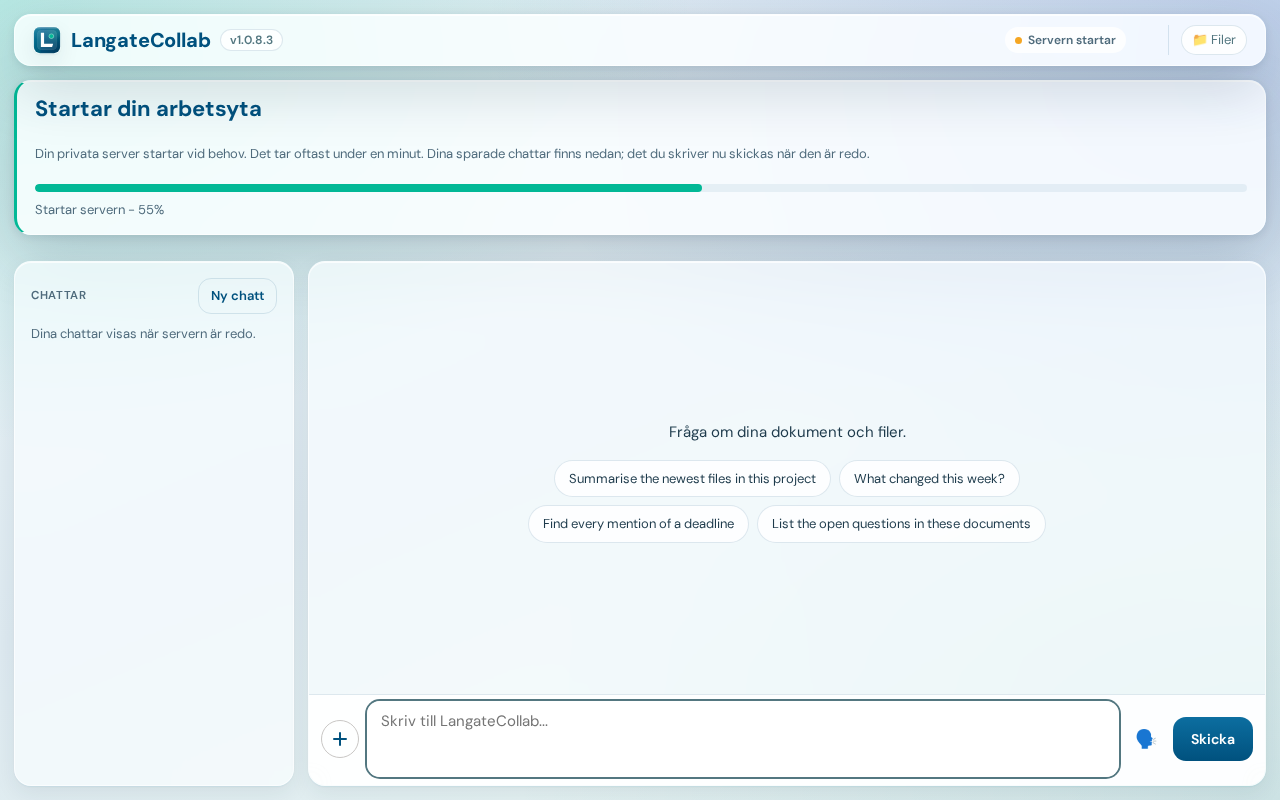 LangateCollab v1.0.8.3
Servern startar
📁 Filer
Startar din arbetsyta
Din privata server startar vid behov. Det tar oftast under en minut. Dina sparade chattar finns nedan; det du skriver nu skickas när den är redo.
Startar servern - 55%
CHATTAR
Ny chatt
Dina chattar visas när servern är redo.
Fråga om dina dokument och filer.
Summarise the newest files in this project
What changed this week?
Find every mention of a deadline
List the open questions in these documents
Skriv till LangateCollab...
Skicka